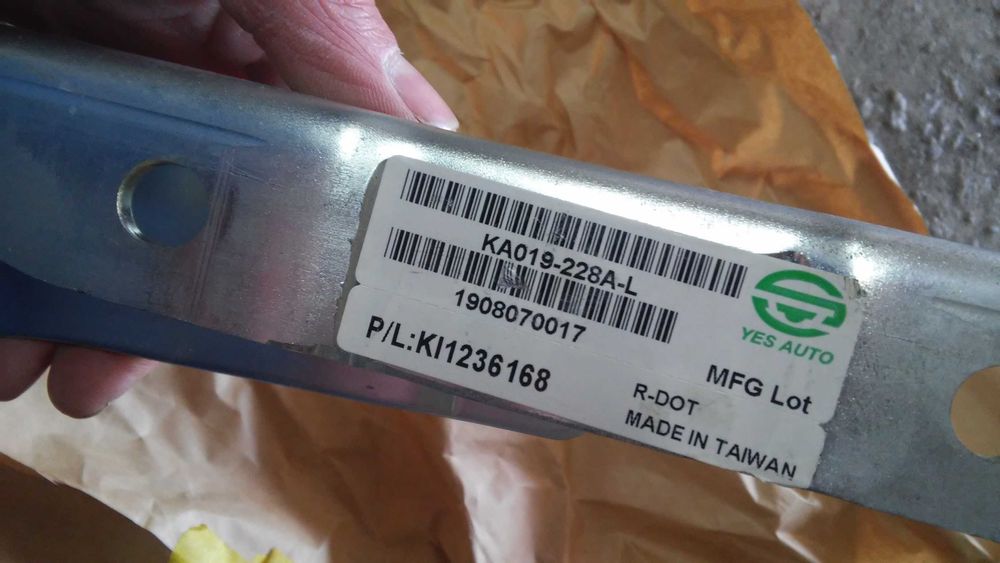 KA019-228A-L
1908070017
YES AUTO
P/L:KI1236168
MFG Lot
R-DOT
MADE IN TAIWAN